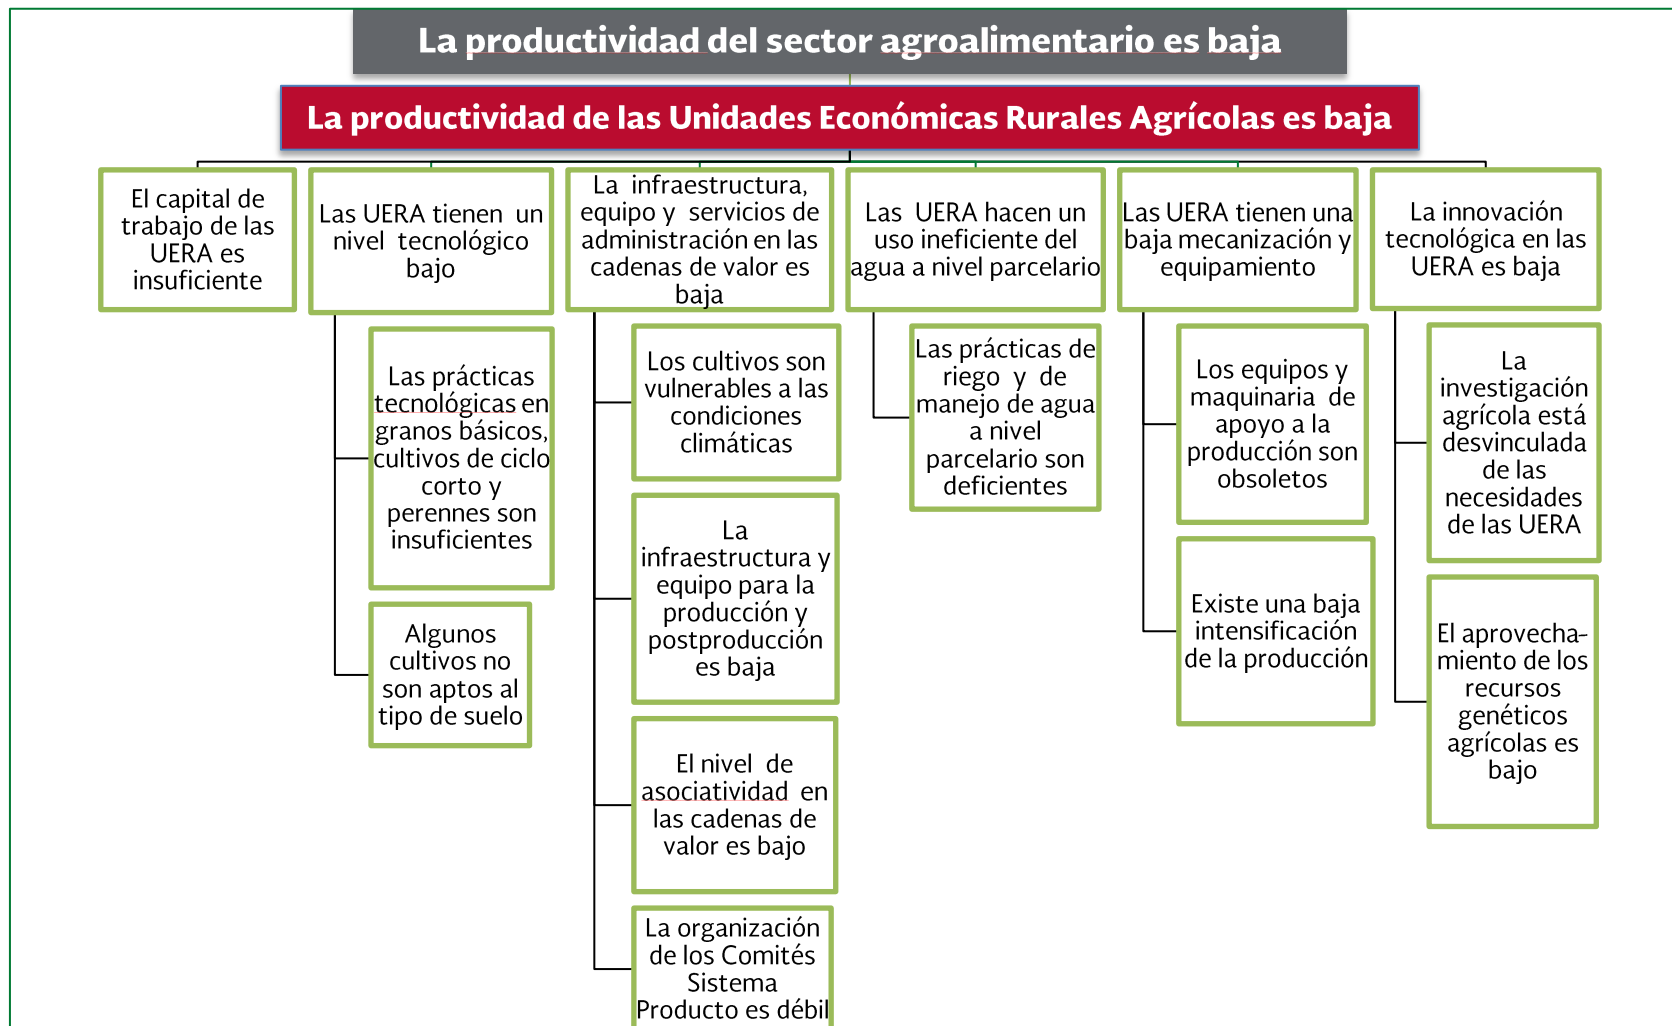 La productividad del sector agroalimentario es baja
La productividad de las Unidades Económicas Rurales Agrícolas es baja
El capital de
trabajo de las
UERA es
insuficiente
Las UERA tienen un
nivel tecnológico
bajo
Las prácticas
tecnológicas en
granos básicos,
cultivos de ciclo
corto y
perennes son
insuficientes
Algunos
cultivos no
son aptos al
tipo de suelo
La infraestructura,
equipo y servicios de
administración en las
cadenas de valor es
baja
Los cultivos son
vulnerables a las
condiciones
climáticas
La
infraestructura y
equipo para la
producción y
postproducción
es baja
El nivel de
asociatividad en
las cadenas de
valor es bajo
La organización
de los Comités
Sistema
Producto es débil
Las UERA hacen un
uso ineficiente del
agua a nivel parcelario
Las prácticas de
riego y de
manejo de agua
a nivel
parcelario son
deficientes
Las UERA tienen una
baja mecanización y
equipamiento
Los equipos y
maquinaria de
apoyo a la
producción son
obsoletos
Existe una baja
intensificación
de la producción
La innovación
tecnológica en las
UERA es baja
La
investigación
agrícola está
desvinculada
de las
necesidades
de las UERA
El aprovecha-
miento de los
recursos
genéticos
agrícolas es
bajo